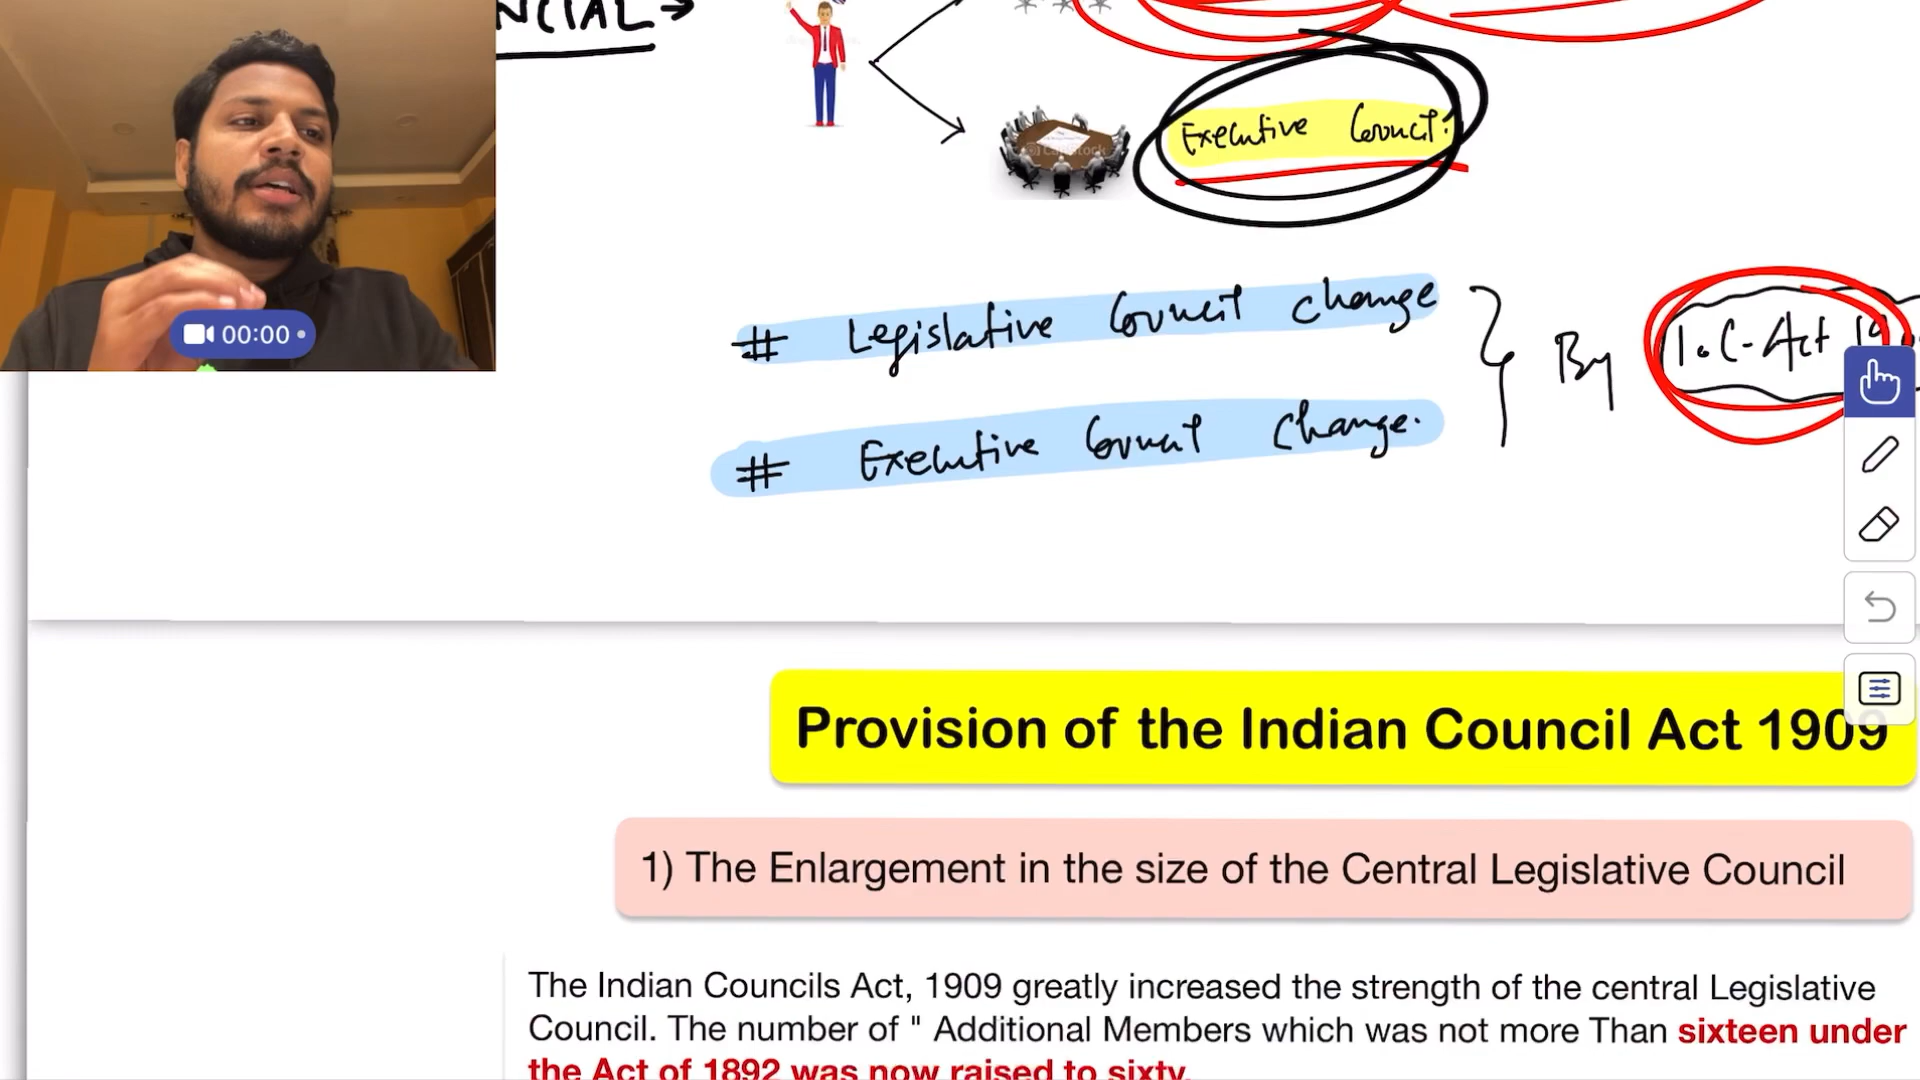 NCIAL →
Executive Council.
00:00
# Legislative Council change
# Executive Council Change.
By
I.C-Act 19
Provision of the Indian Council Act 1909
1) The Enlargement in the size of the Central Legislative Council
The Indian Councils Act, 1909 greatly increased the strength of the central Legislative
Council. The number of " Additional Members which was not more Than sixteen under
the Act of 1892 was now raised to sixty.